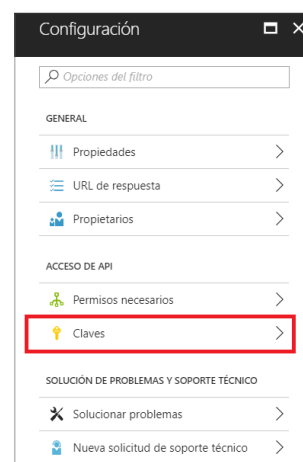 Configuración
Opciones del filtro
GENERAL
Propiedades
URL de respuesta
Propietarios
ACCESO DE API
Permisos necesarios
Claves
SOLUCIÓN DE PROBLEMAS Y SOPORTE TÉCNICO
Solucionar problemas
Nueva solicitud de soporte técnico